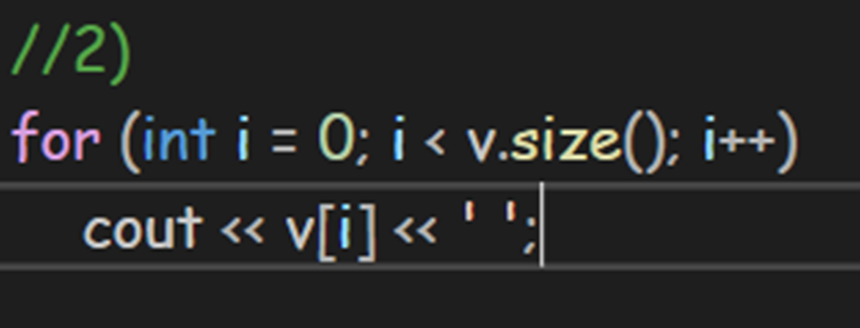 //2)
for (int i = 0; i < v.size(); i++)
cout << v[i] << ' ';